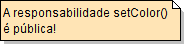 A responsabilidade setColor()
é pública!